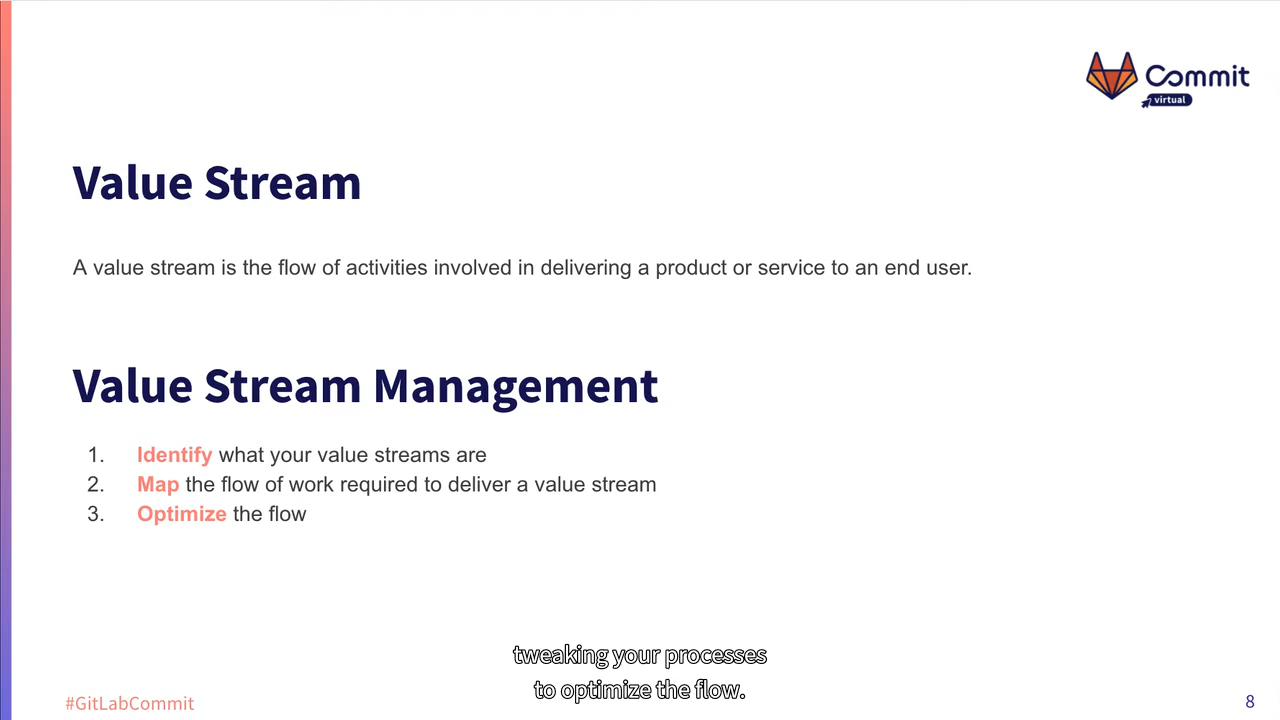 Commit
virtual
Value Stream
A value stream is the flow of activities involved in delivering a product or service to an end user.
Value Stream Management
1. Identify what your value streams are
2. Map the flow of work required to deliver a value stream
3. Optimize the flow
tweaking your processes
to optimize the flow.
#GitLabCommit
8